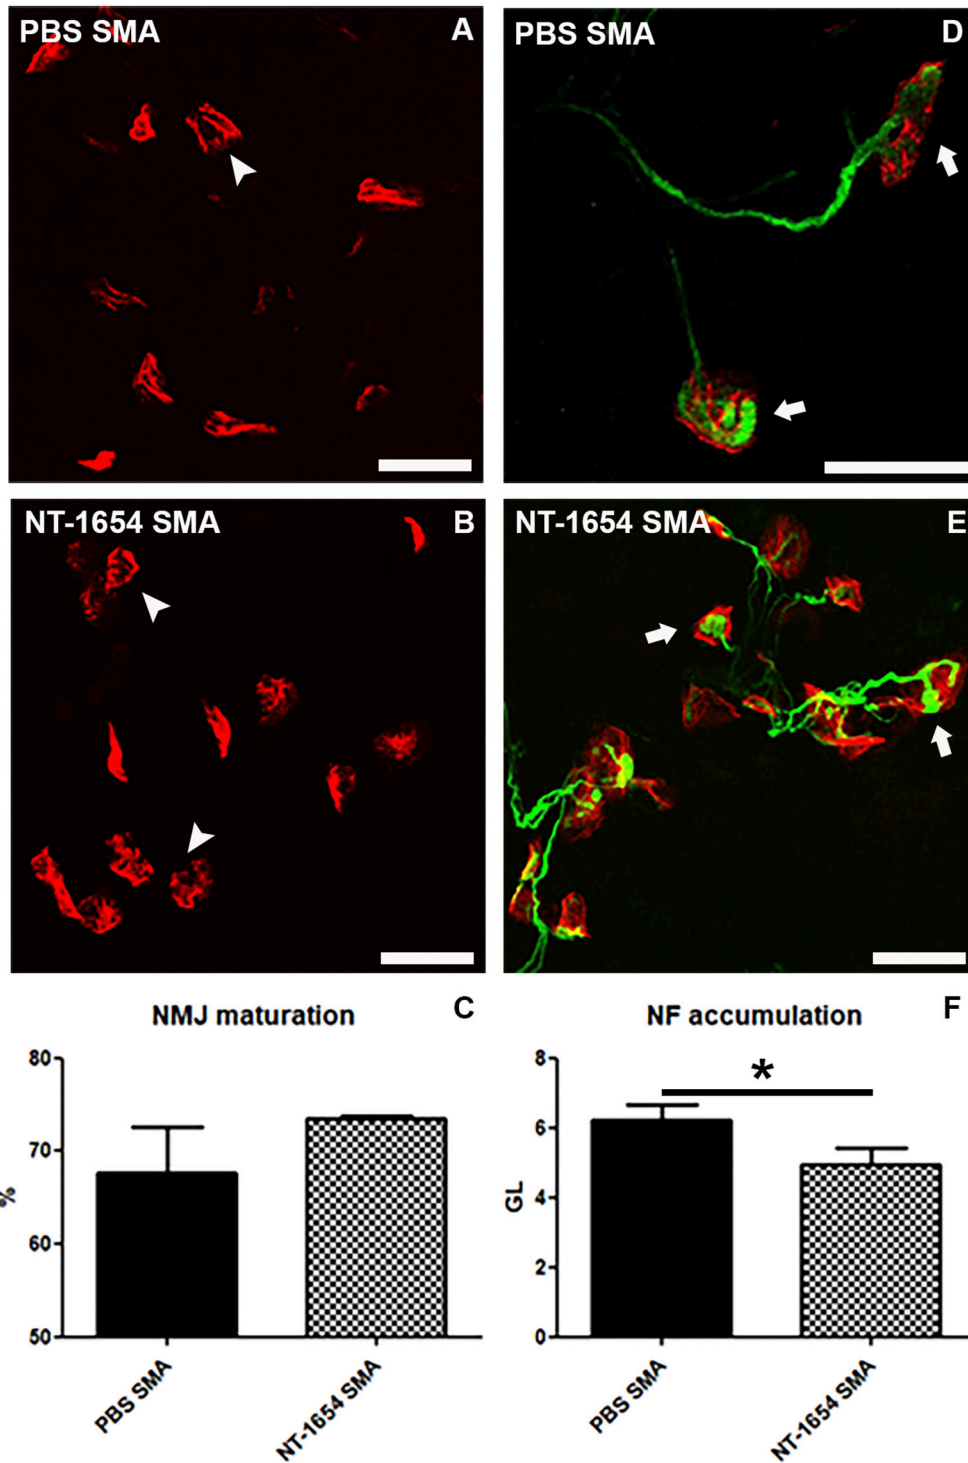 PBS SMA A
PBS SMA D
NT-1654 SMA B
NT-1654 SMA E
NMJ maturation C
80
70
60
50
%
PBS SMA
NT-1654 SMA
NF accumulation F
*
8
6
4
2
0
GL
PBS SMA
NT-1654 SMA